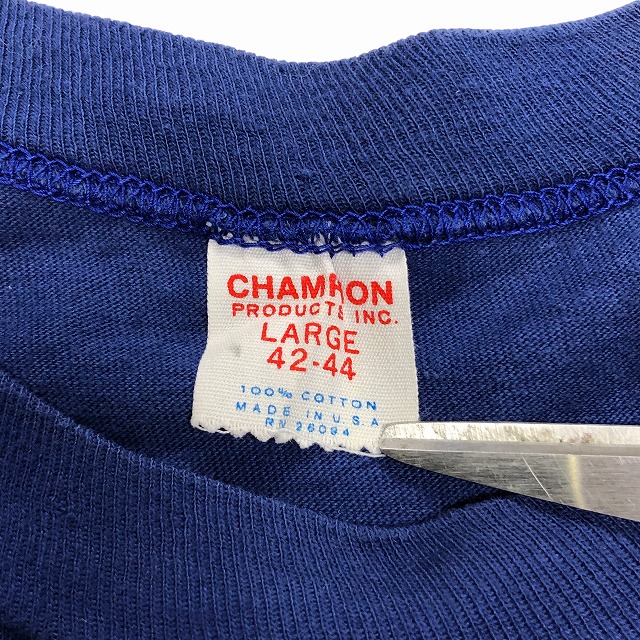 CHAMPION
PRODUCTS INC.
LARGE
42-44
100% COTTON
MADE IN U.S.A
RN 26094